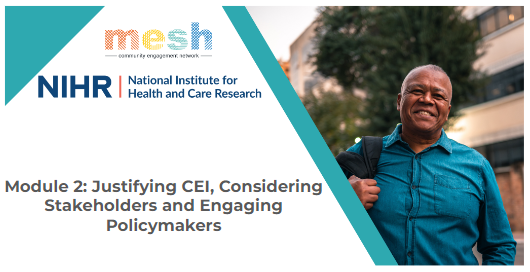 mesh
community engagement network
NIHR | National Institute for
Health and Care Research
Module 2: Justifying CEI, Considering
Stakeholders and Engaging
Policymakers